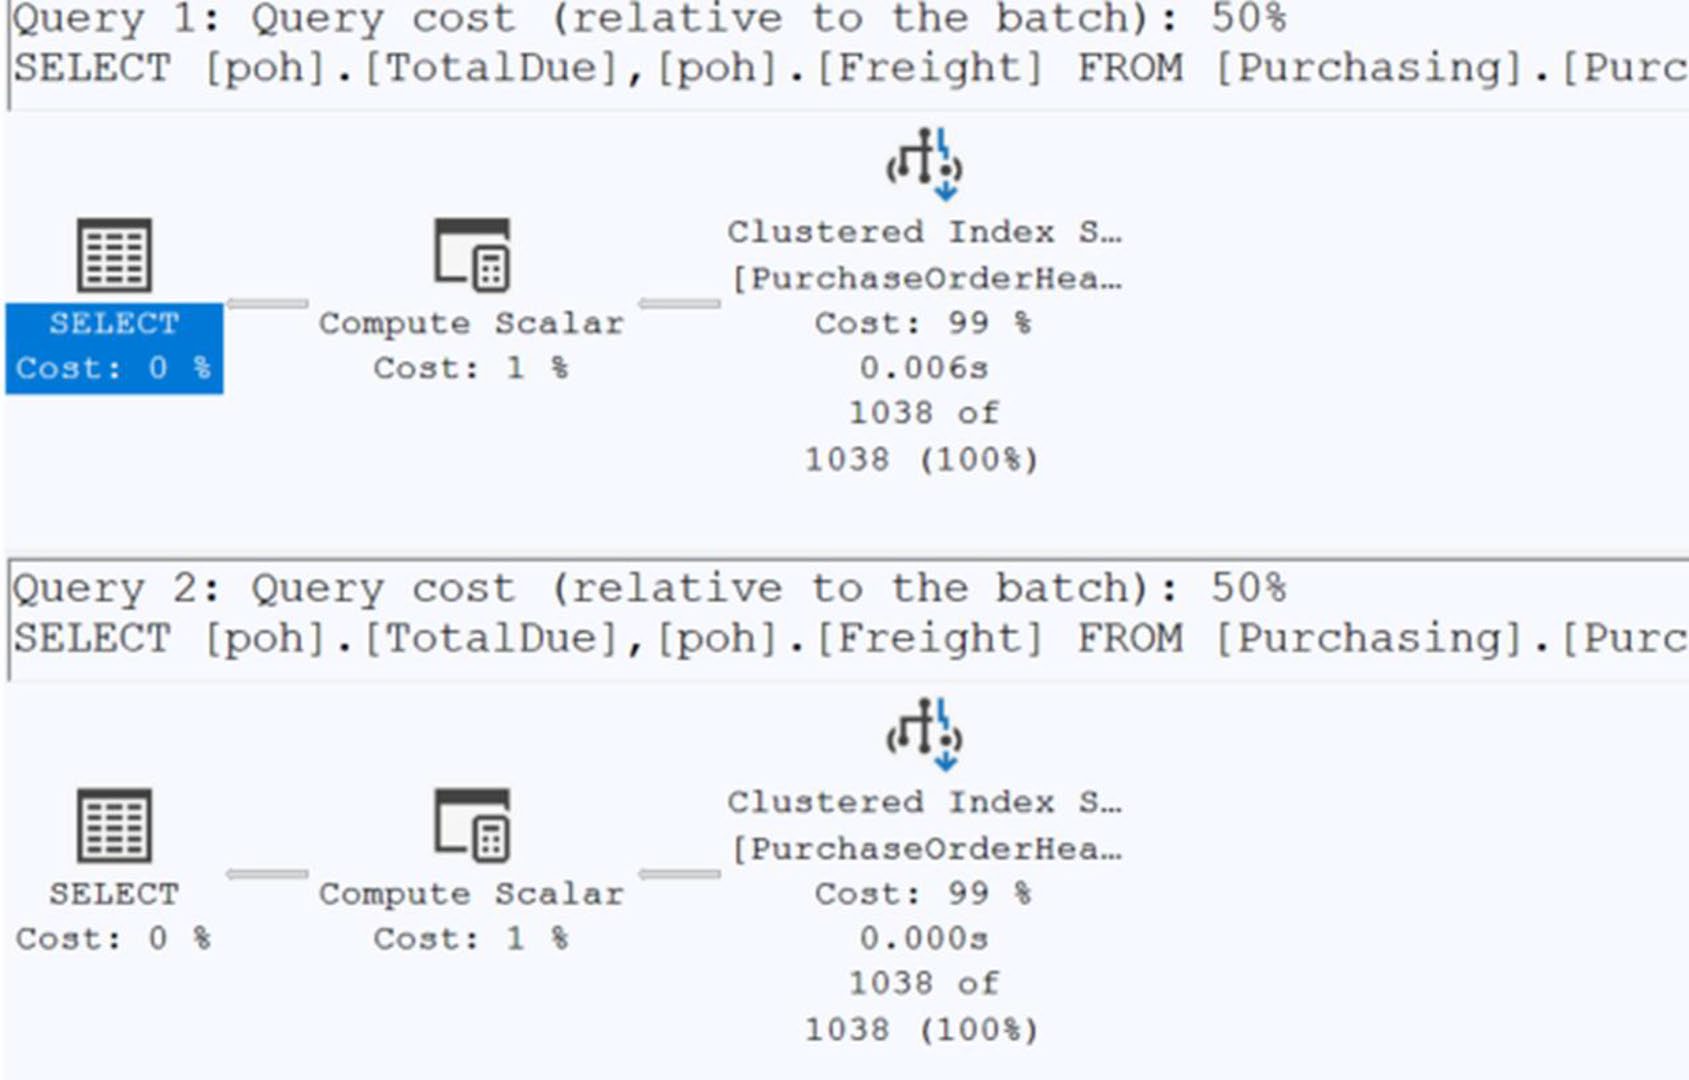 Query 1: Query cost (relative to the batch): 50%
SELECT [poh].[TotalDue],[poh].[Freight] FROM [Purchasing].[Purc
Clustered Index S…
[PurchaseOrderHea…
SELECT
Compute Scalar
Cost: 99 %
Cost: 0 %
Cost: 1 %
0.006s
1038 of
1038 (100%)
Query 2: Query cost (relative to the batch): 50%
SELECT [poh].[TotalDue],[poh].[Freight] FROM [Purchasing].[Purc
Clustered Index S…
[PurchaseOrderHea…
SELECT
Compute Scalar
Cost: 99 %
Cost: 0 %
Cost: 1 %
0.000s
1038 of
1038 (100%)